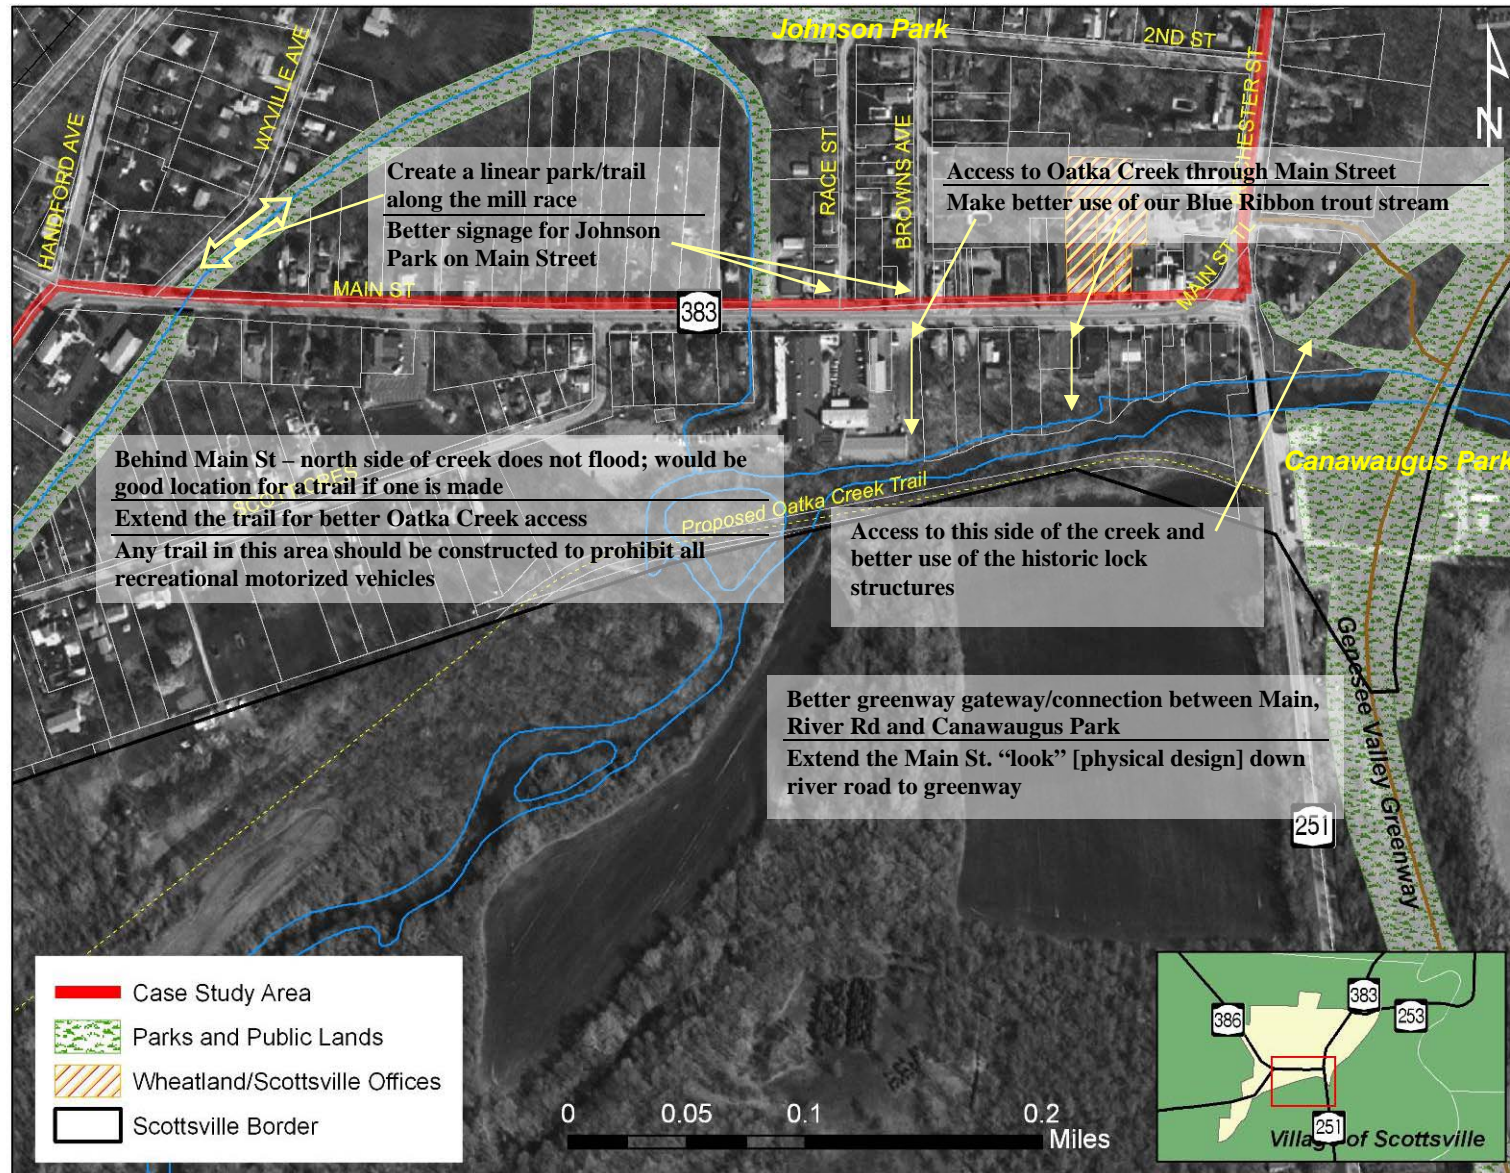 Johnson Park
2ND ST
WYVILLE AVE
HANDFORD AVE
RACE ST
BROWNS AVE
CHESTER ST
Create a linear park/trail
along the mill race
Better signage for Johnson
Park on Main Street
Access to Oatka Creek through Main Street
Make better use of our Blue Ribbon trout stream
N
MAIN ST
383
MAIN ST
Behind Main St – north side of creek does not flood; would be
good location for a trail if one is made
Extend the trail for better Oatka Creek access
Any trail in this area should be constructed to prohibit all
recreational motorized vehicles
Canawaugus Park
Proposed Oatka Creek Trail
Access to this side of the creek and
better use of the historic lock
structures
Better greenway gateway/connection between Main,
River Rd and Canawaugus Park
Extend the Main St. “look” [physical design] down
river road to greenway
Genesee Valley Greenway
251
Case Study Area
Parks and Public Lands
Wheatland/Scottsville Offices
Scottsville Border
0 0.05 0.1 0.2
Miles
386
383
253
251
Village of Scottsville